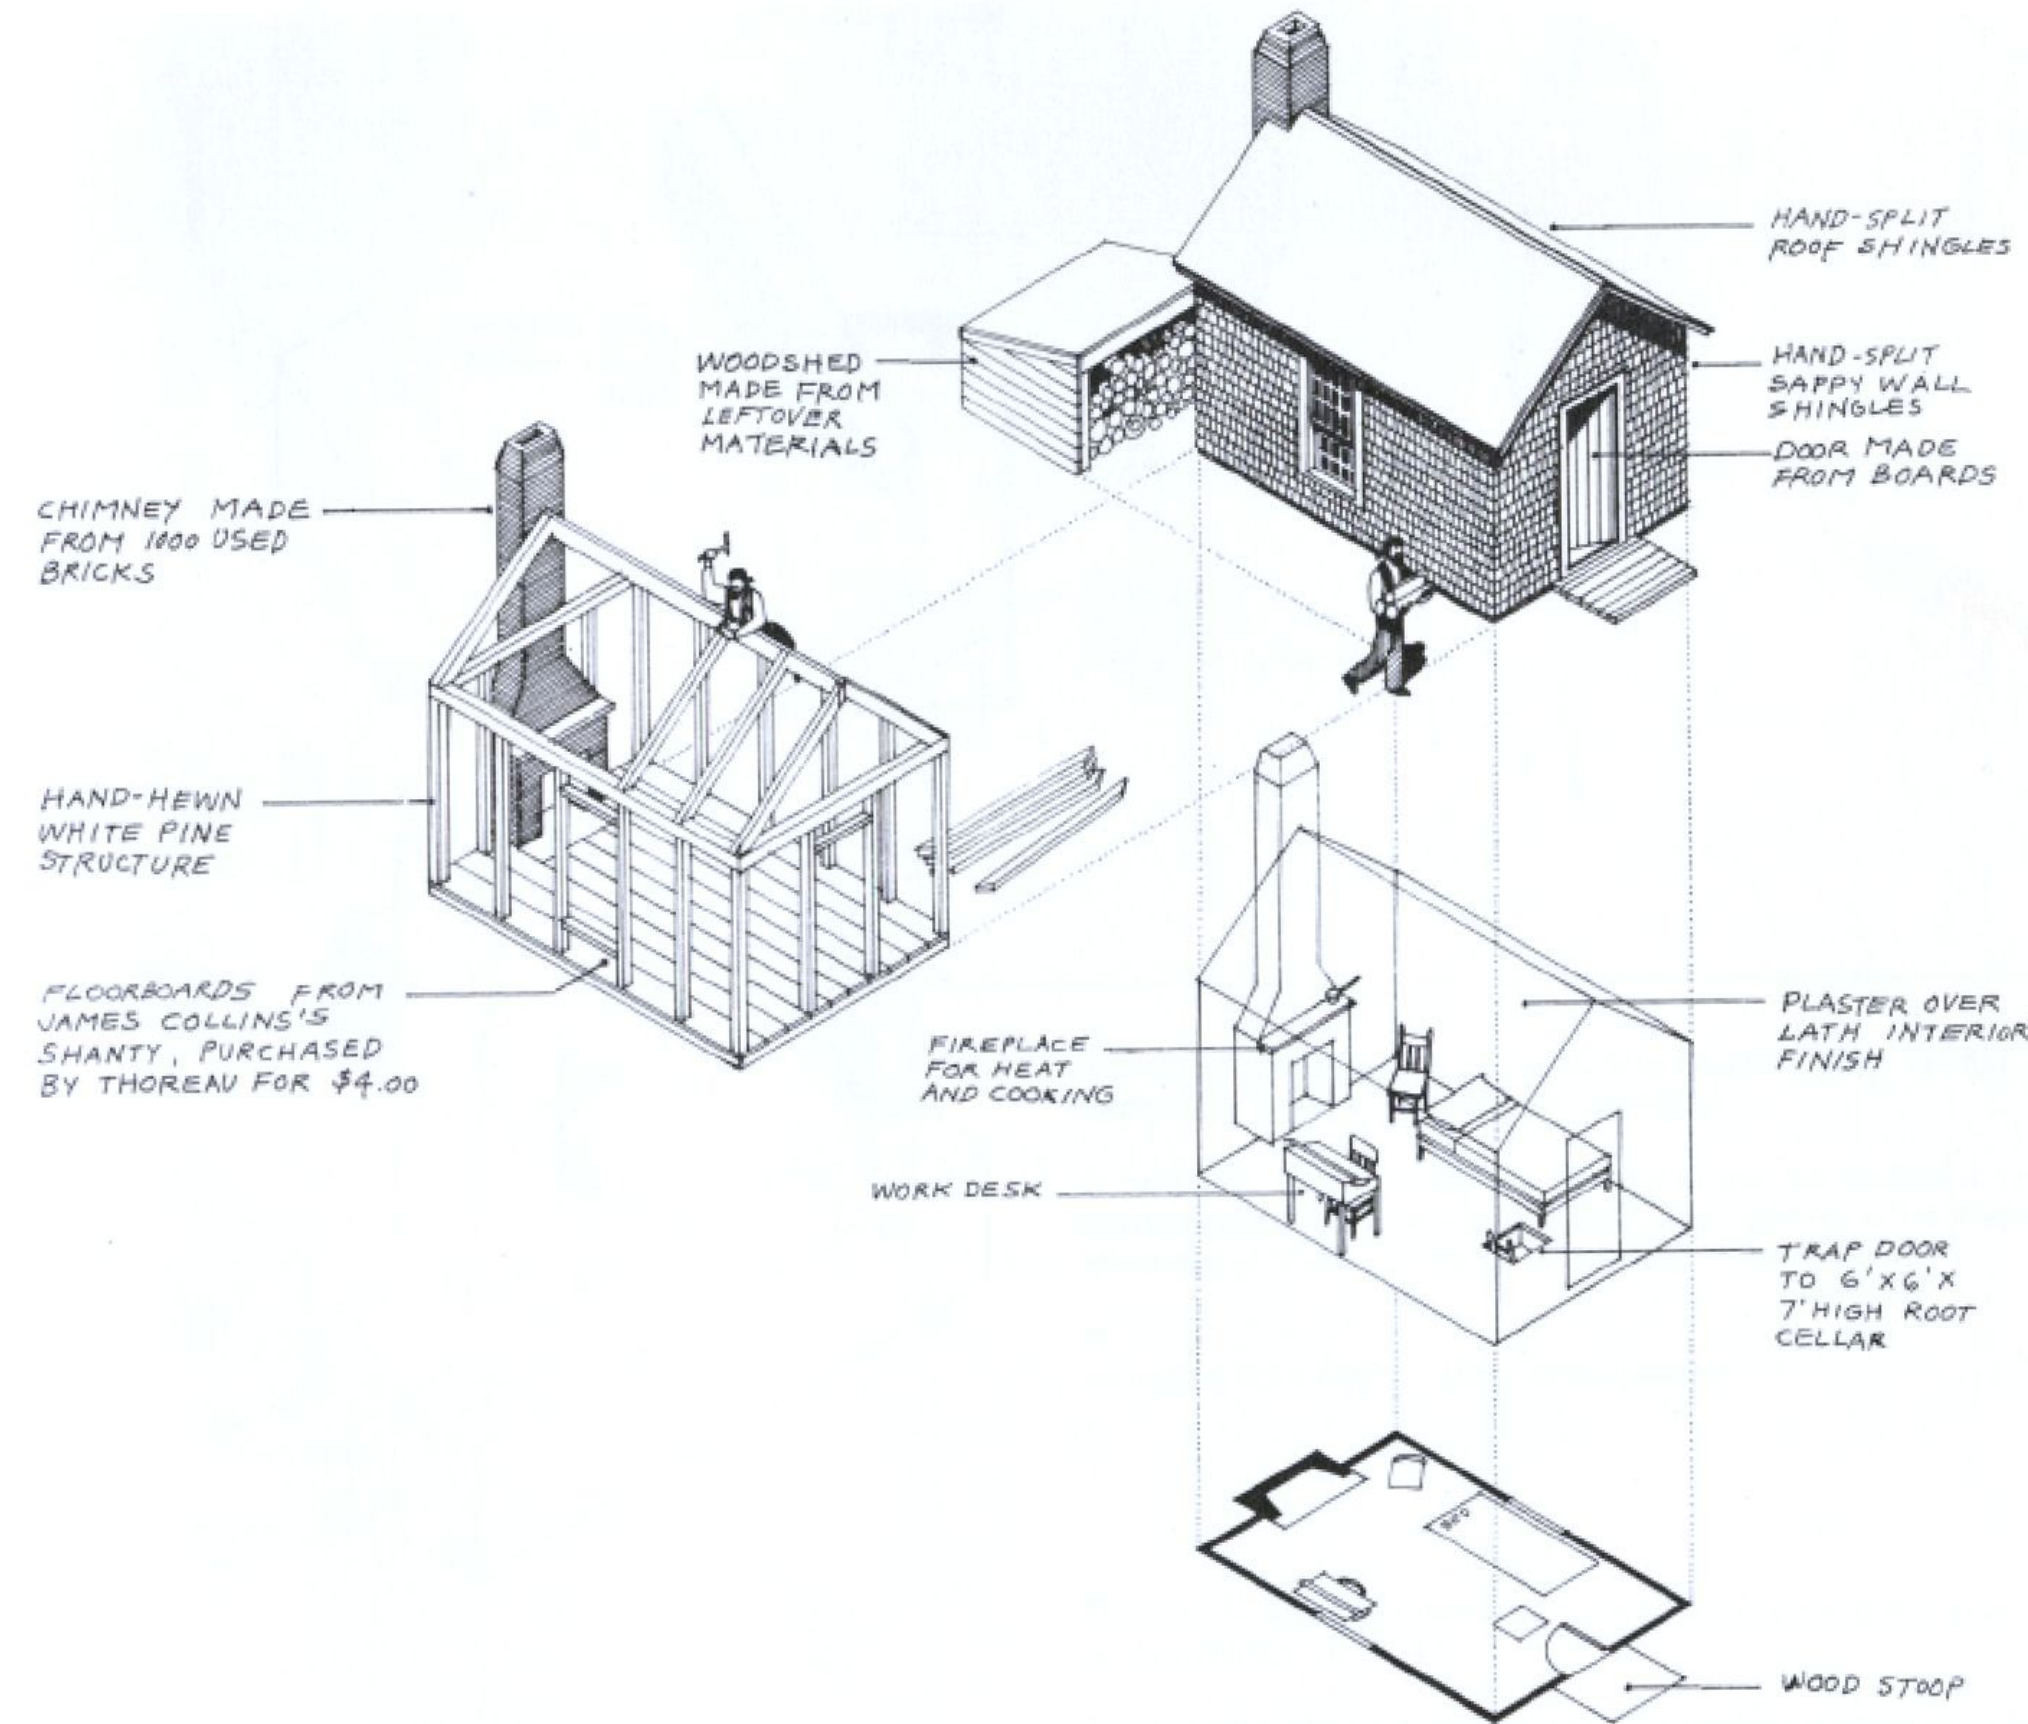 HAND-SPLIT
ROOF SHINGLES
WOODSHED
MADE FROM
LEFTOVER
MATERIALS
HAND-SPLIT
SAPPY WALL
SHINGLES
DOOR MADE
FROM BOARDS
CHIMNEY MADE
FROM 1000 USED
BRICKS
HAND-HEWN
WHITE PINE
STRUCTURE
FLOORBOARDS FROM
JAMES COLLINS'S
SHANTY, PURCHASED
BY THOREAU FOR $4.00
FIREPLACE
FOR HEAT
AND COOKING
PLASTER OVER
LATH INTERIOR
FINISH
WORK DESK
TRAP DOOR
TO 6'X6'X
7'HIGH ROOT
CELLAR
WOOD STOOP